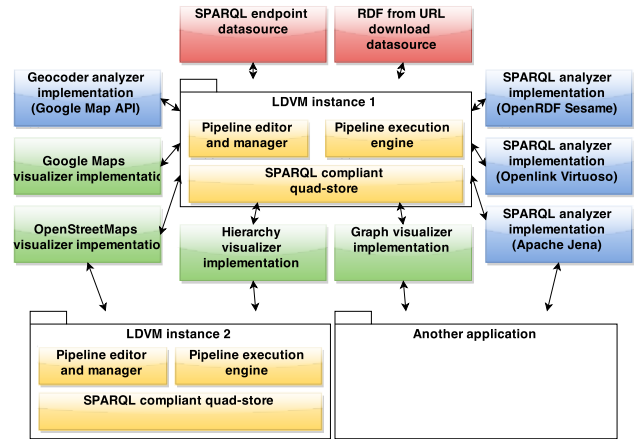 SPARQL endpoint
datasource
RDF from URL
download
datasource
Geocoder analyzer
implementation
(Google Map API)
LDVM instance 1
SPARQL analyzer
implementation
(OpenRDF Sesame)
Pipeline editor
and manager
Pipeline execution
engine
Google Maps
visualizer implementatio
SPARQL analyzer
implementation
(Openlink Virtuoso)
SPARQL compliant
quad-store
OpenStreetMaps
visualizer impementatio
Hierarchy
visualizer
implementation
Graph visualizer
implementation
SPARQL analyzer
implementation
(Apache Jena)
LDVM instance 2
Pipeline editor
and manager
Pipeline execution
engine
SPARQL compliant quad-store
Another application